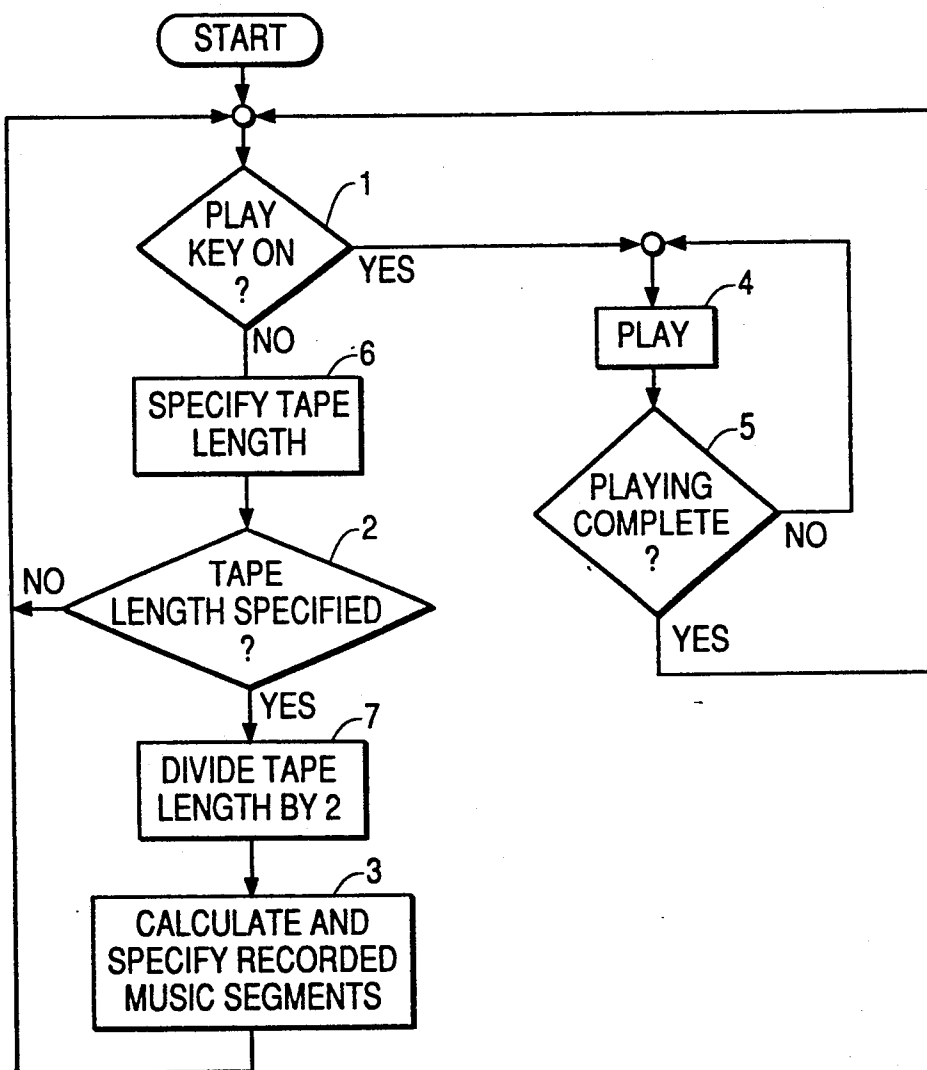 START
1
PLAY
KEY ON
?
YES
NO
6
SPECIFY TAPE
LENGTH
2
TAPE
LENGTH SPECIFIED
?
NO
YES
7
DIVIDE TAPE
LENGTH BY 2
3
CALCULATE AND
SPECIFY RECORDED
MUSIC SEGMENTS
4
PLAY
5
PLAYING
COMPLETE
?
NO
YES